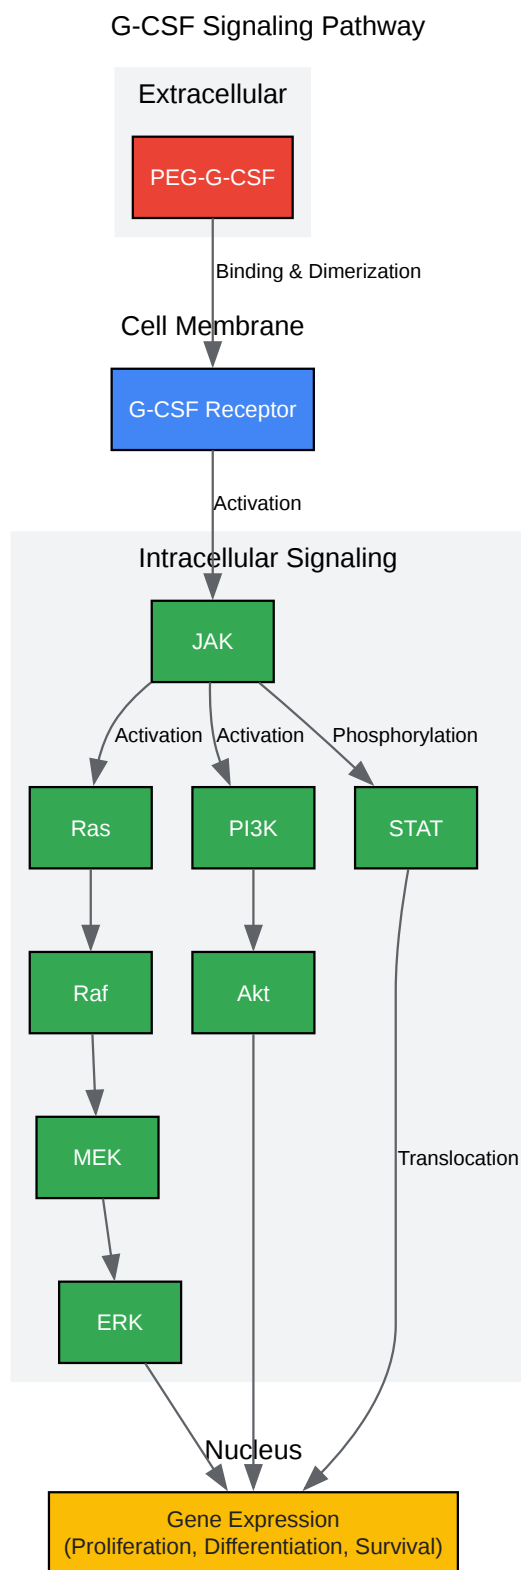 G-CSF Signaling Pathway
Extracellular
PEG-G-CSF
Binding & Dimerization
Cell Membrane
G-CSF Receptor
Activation
Intracellular Signaling
JAK
Activation
Activation
Phosphorylation
Ras
PI3K
STAT
Raf
Akt
MEK
Translocation
ERK
Nucleus
Gene Expression
(Proliferation, Differentiation, Survival)